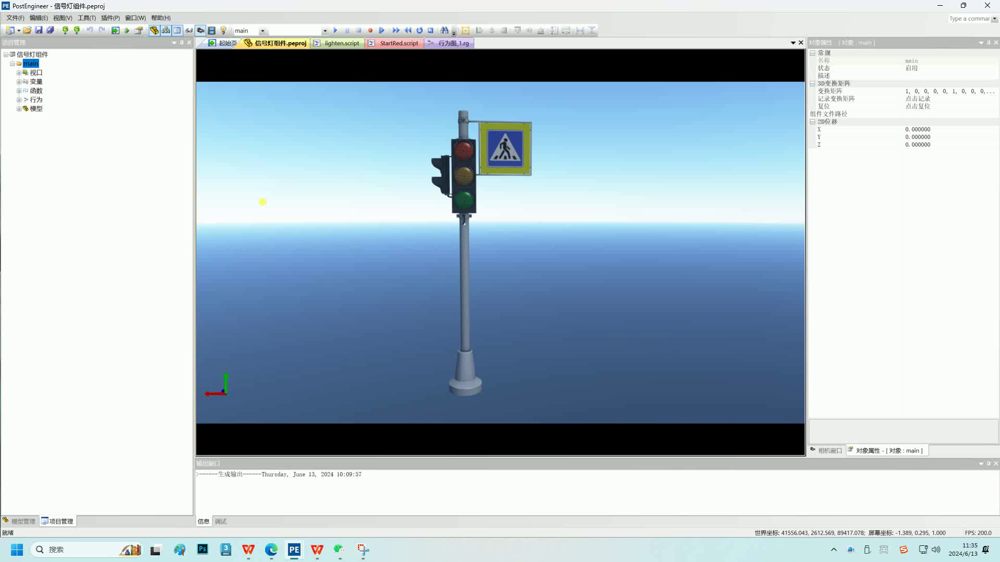 PE PostEngineer - 信号灯组件.peproj
文件(F) 编辑(E) 视图(V) 工具(T) 插件(P) 窗口(W) 帮助(H)
Type a commar
main
项目管理
信号灯组件
main
视口
变量
函数
行为
模型
模型管理 项目管理
起始页 信号灯组件.peproj lighten.script StartRed.script 行为图_1.rg
输出窗口
>------生成输出------Thursday, June 13, 2024 10:09:57
信息 调试
对象属性 - [ 对象 : main ]
常规
名称 main
状态 启用
描述
3D变换矩阵
变换矩阵 1, 0, 0, 0, 0, 1, 0, 0, 0,...
记录变换矩阵 点击记录
复位 点击复位
组件文件路径
2D位移
X 0.000000
Y 0.000000
Z 0.000000
相机窗口 对象属性 - [ 对象 : main ]
就绪
世界坐标: 41556.043, 2612.569, 89417.078; 屏幕坐标: -1.389, 0.295, 1.000 FPS: 200.0
搜索
Ps
3
MAX
PE
英
11:35
2024/6/13